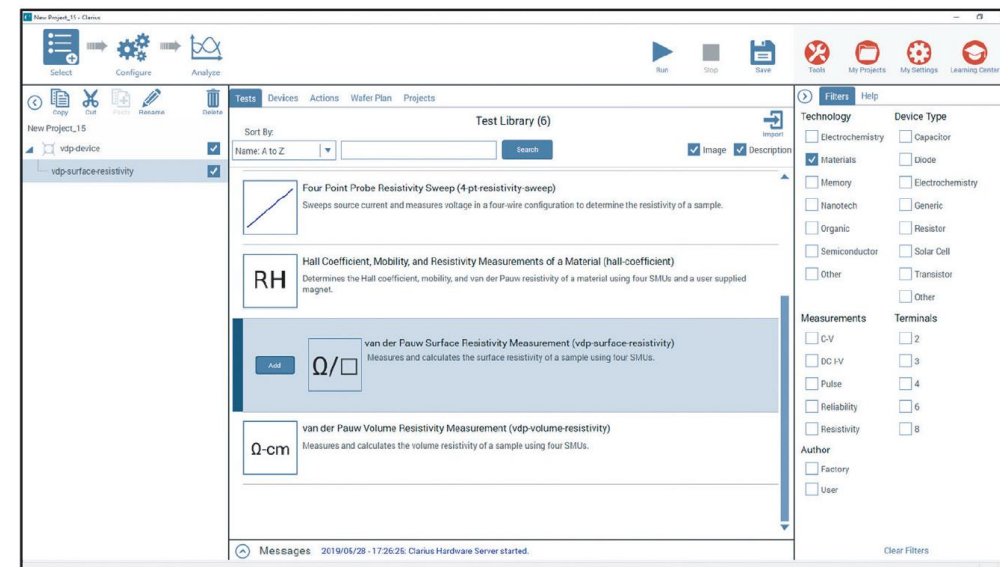 New Project_15 - Clarius
Select
Configure
Analyze
Run
Stop
Save
Tools
My Projects
My Settings
Learning Center
Copy
Cut
Paste
Rename
Delete
New Project_15
vdp-device
vdp-surface-resistivity
Tests Devices Actions Wafer Plan Projects
Test Library (6)
Import
Sort By:
Name: A to Z
Search
Image
Description
Four Point Probe Resistivity Sweep (4-pt-resistivity-sweep)
Sweeps source current and measures voltage in a four-wire configuration to determine the resistivity of a sample.
RH
Hall Coefficient, Mobility, and Resistivity Measurements of a Material (hall-coefficient)
Determines the Hall coefficient, mobility, and van der Pauw resistivity of a material using four SMUs and a user supplied
magnet.
Add
Ω/□
van der Pauw Surface Resistivity Measurement (vdp-surface-resistivity)
Measures and calculates the surface resistivity of a sample using four SMUs.
Ω-cm
van der Pauw Volume Resistivity Measurement (vdp-volume-resistivity)
Measures and calculates the volume resistivity of a sample using four SMUs.
Messages 2019/06/28 - 17:26:26: Clarius Hardware Server started.
Filters Help
Technology
Electrochemistry
Materials
Memory
Nanotech
Organic
Semiconductor
Other
Device Type
Capacitor
Diode
Electrochemistry
Generic
Resistor
Solar Cell
Transistor
Other
Measurements
C-V
DC I-V
Pulse
Reliability
Resistivity
Terminals
2
3
4
6
8
Author
Factory
User
Clear Filters